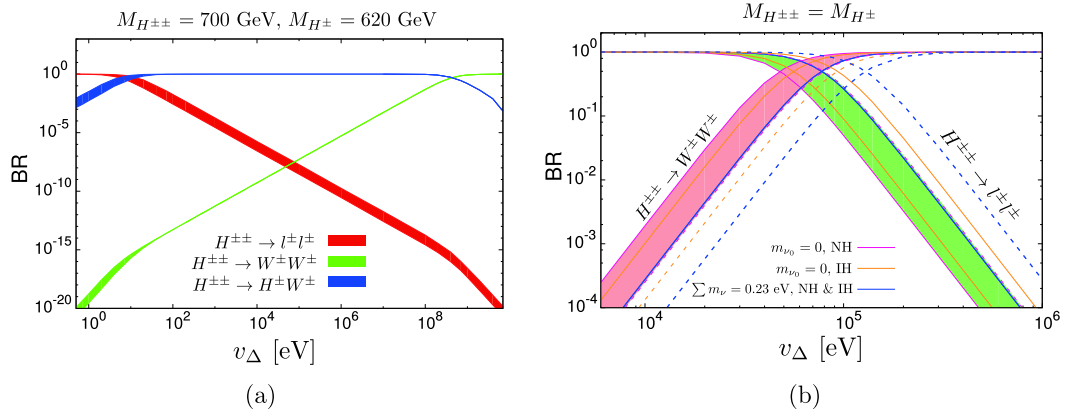 M_{H^{±±}} = 700 GeV, M_{H^±} = 620 GeV
BR
10^0
10^{-5}
10^{-10}
10^{-15}
10^{-20}
H^{±±} → l^±l^±
H^{±±} → W^±W^±
H^{±±} → H^±W^±
10^0
10^2
10^4
10^6
10^8
v_Δ [eV]
(a)
M_{H^{±±}} = M_{H^±}
BR
10^0
10^{-1}
10^{-2}
10^{-3}
10^{-4}
H^{±±} → W^±W^±
H^{±±} → l^±l^±
m_{ν_0} = 0, NH
m_{ν_0} = 0, IH
∑ m_ν = 0.23 eV, NH & IH
10^4
10^5
10^6
v_Δ [eV]
(b)